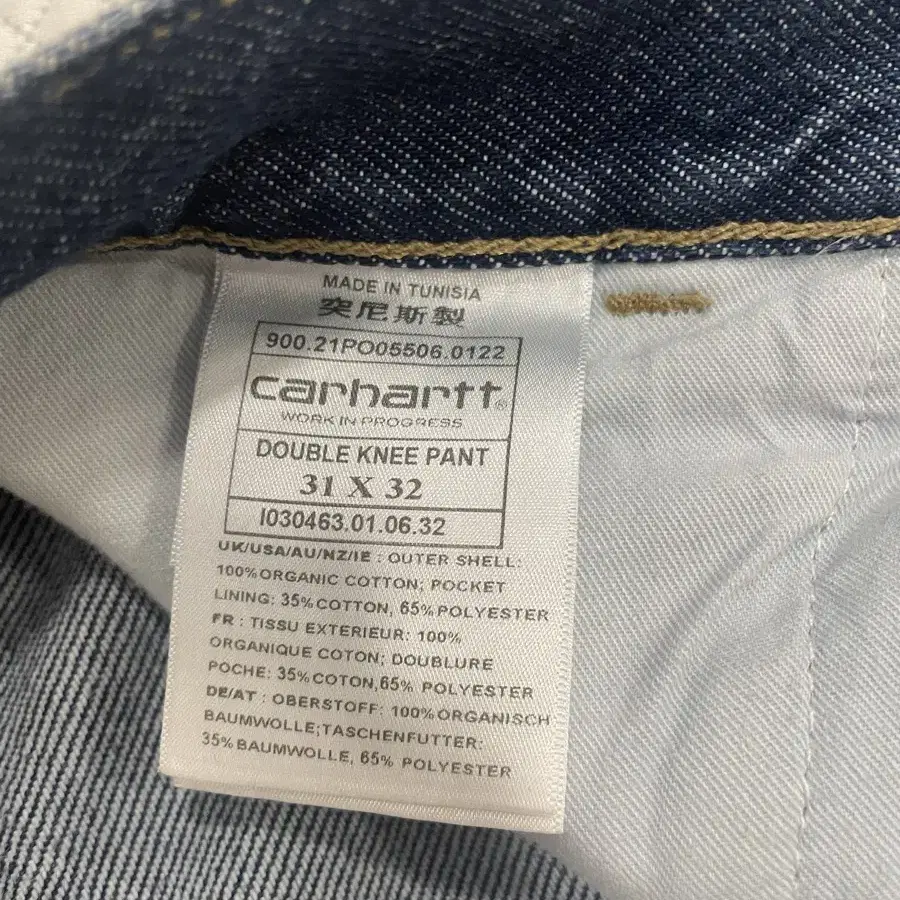 MADE IN TUNISIA
突尼斯製
900.21PO05506.0122
carhartt®
WORK IN PROGRESS
DOUBLE KNEE PANT
31 X 32
I030463.01.06.32
UK/USA/AU/NZ/IE : OUTER SHELL:
100%ORGANIC COTTON; POCKET
LINING: 35%COTTON, 65%POLYESTER
FR : TISSU EXTERIEUR: 100%
ORGANIQUE COTON; DOUBLURE
POCHE: 35%COTON,65% POLYESTER
DE/AT : OBERSTOFF: 100%ORGANISCH
BAUMWOLLE;TASCHENFUTTER:
35%BAUMWOLLE, 65% POLYESTER